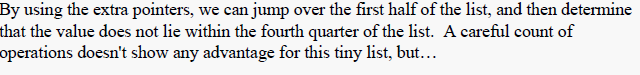 By using the extra pointers, we can jump over the first half of the list, and then determine
that the value does not lie within the fourth quarter of the list.  A careful count of
operations doesn't show any advantage for this tiny list, but…